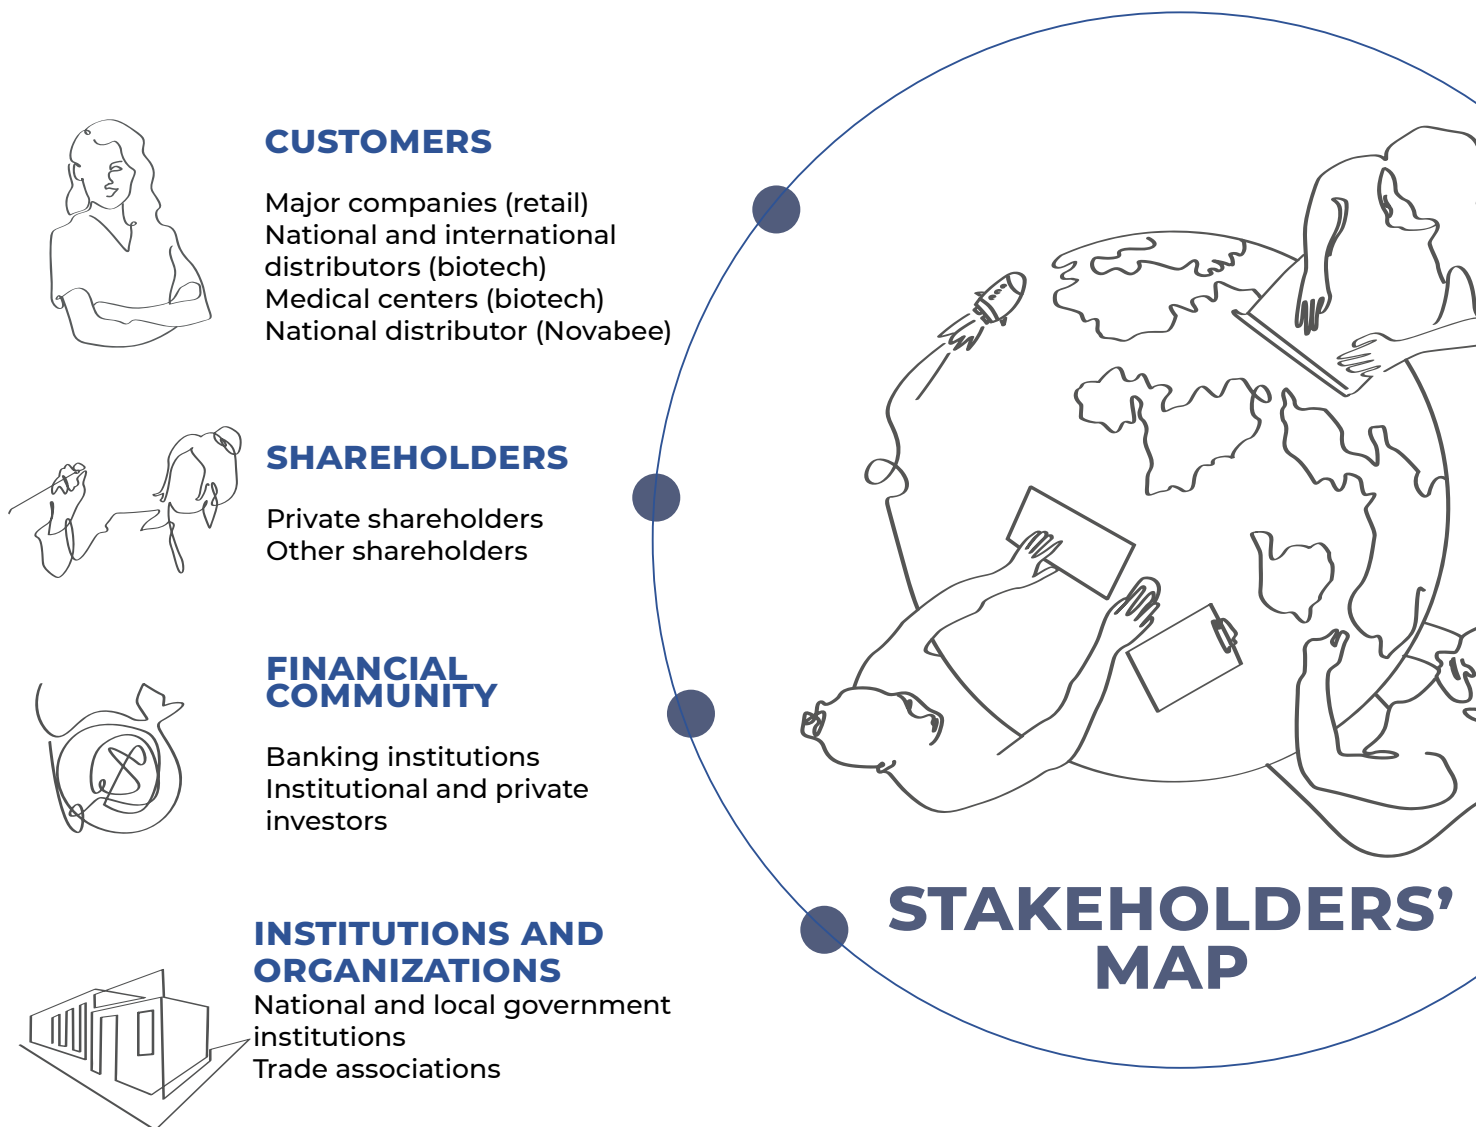 CUSTOMERS
Major companies (retail)
National and international
distributors (biotech)
Medical centers (biotech)
National distributor (Novabee)
SHAREHOLDERS
Private shareholders
Other shareholders
FINANCIAL
COMMUNITY
Banking institutions
Institutional and private
investors
INSTITUTIONS AND
ORGANIZATIONS
National and local government
institutions
Trade associations
STAKEHOLDERS’
MAP